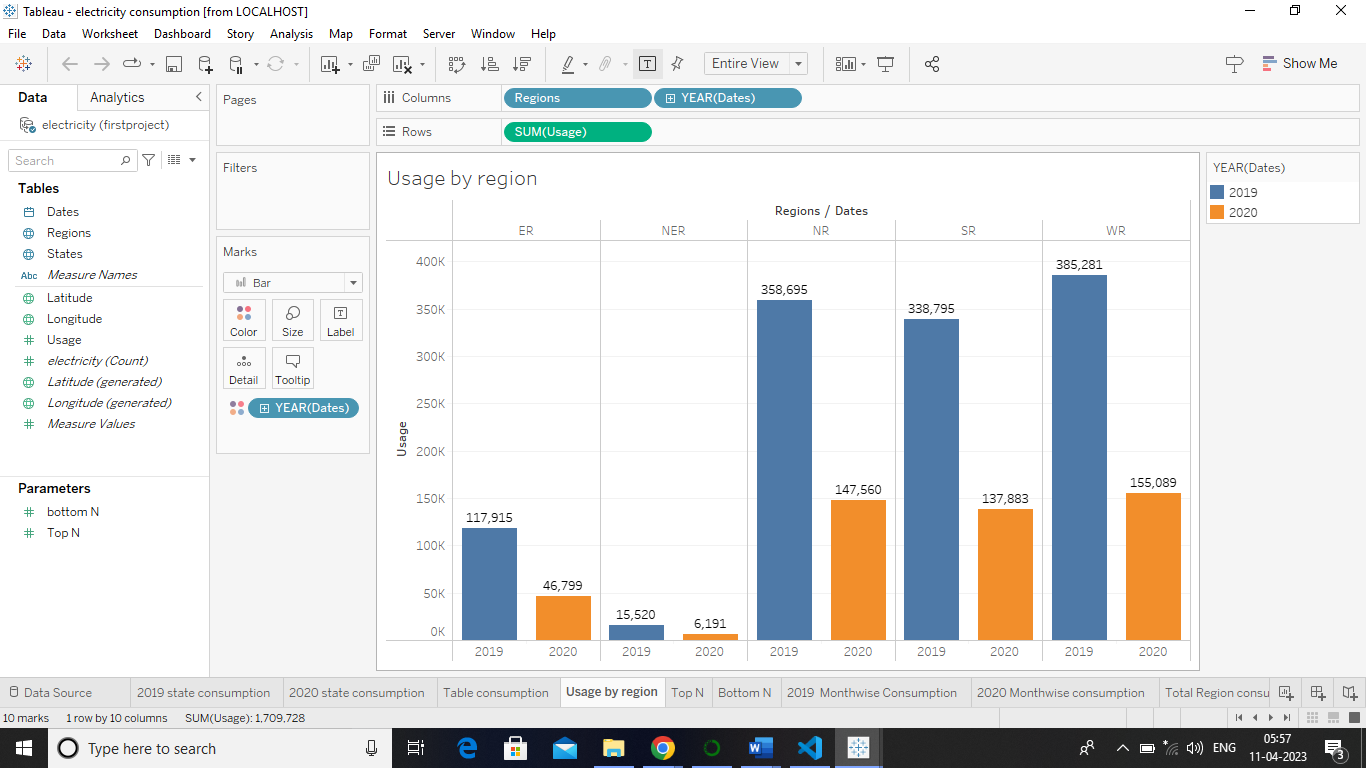 Tableau - electricity consumption [from LOCALHOST]
File Data Worksheet Dashboard Story Analysis Map Format Server Window Help
Entire View
Show Me
Data Analytics
electricity (firstproject)
Search
Tables
Dates
Regions
States
Abc Measure Names
Latitude
Longitude
Usage
electricity (Count)
Latitude (generated)
Longitude (generated)
Measure Values
Parameters
bottom N
Top N
Pages
Filters
Marks
Bar
Color Size Label
Detail Tooltip
YEAR(Dates)
Columns Regions YEAR(Dates)
Rows SUM(Usage)
Usage by region
Regions / Dates
ER NER NR SR WR
Usage
400K
350K
300K
250K
200K
150K
100K
50K
0K
117,915 46,799 15,520 6,191 358,695 147,560 338,795 137,883 385,281 155,089
2019 2020 2019 2020 2019 2020 2019 2020 2019 2020
YEAR(Dates)
2019
2020
Data Source 2019 state consumption 2020 state consumption Table consumption Usage by region Top N Bottom N 2019 Monthwise Consumption 2020 Monthwise consumption Total Region consu
10 marks 1 row by 10 columns SUM(Usage): 1,709,728
Type here to search
ENG
05:57
11-04-2023
3